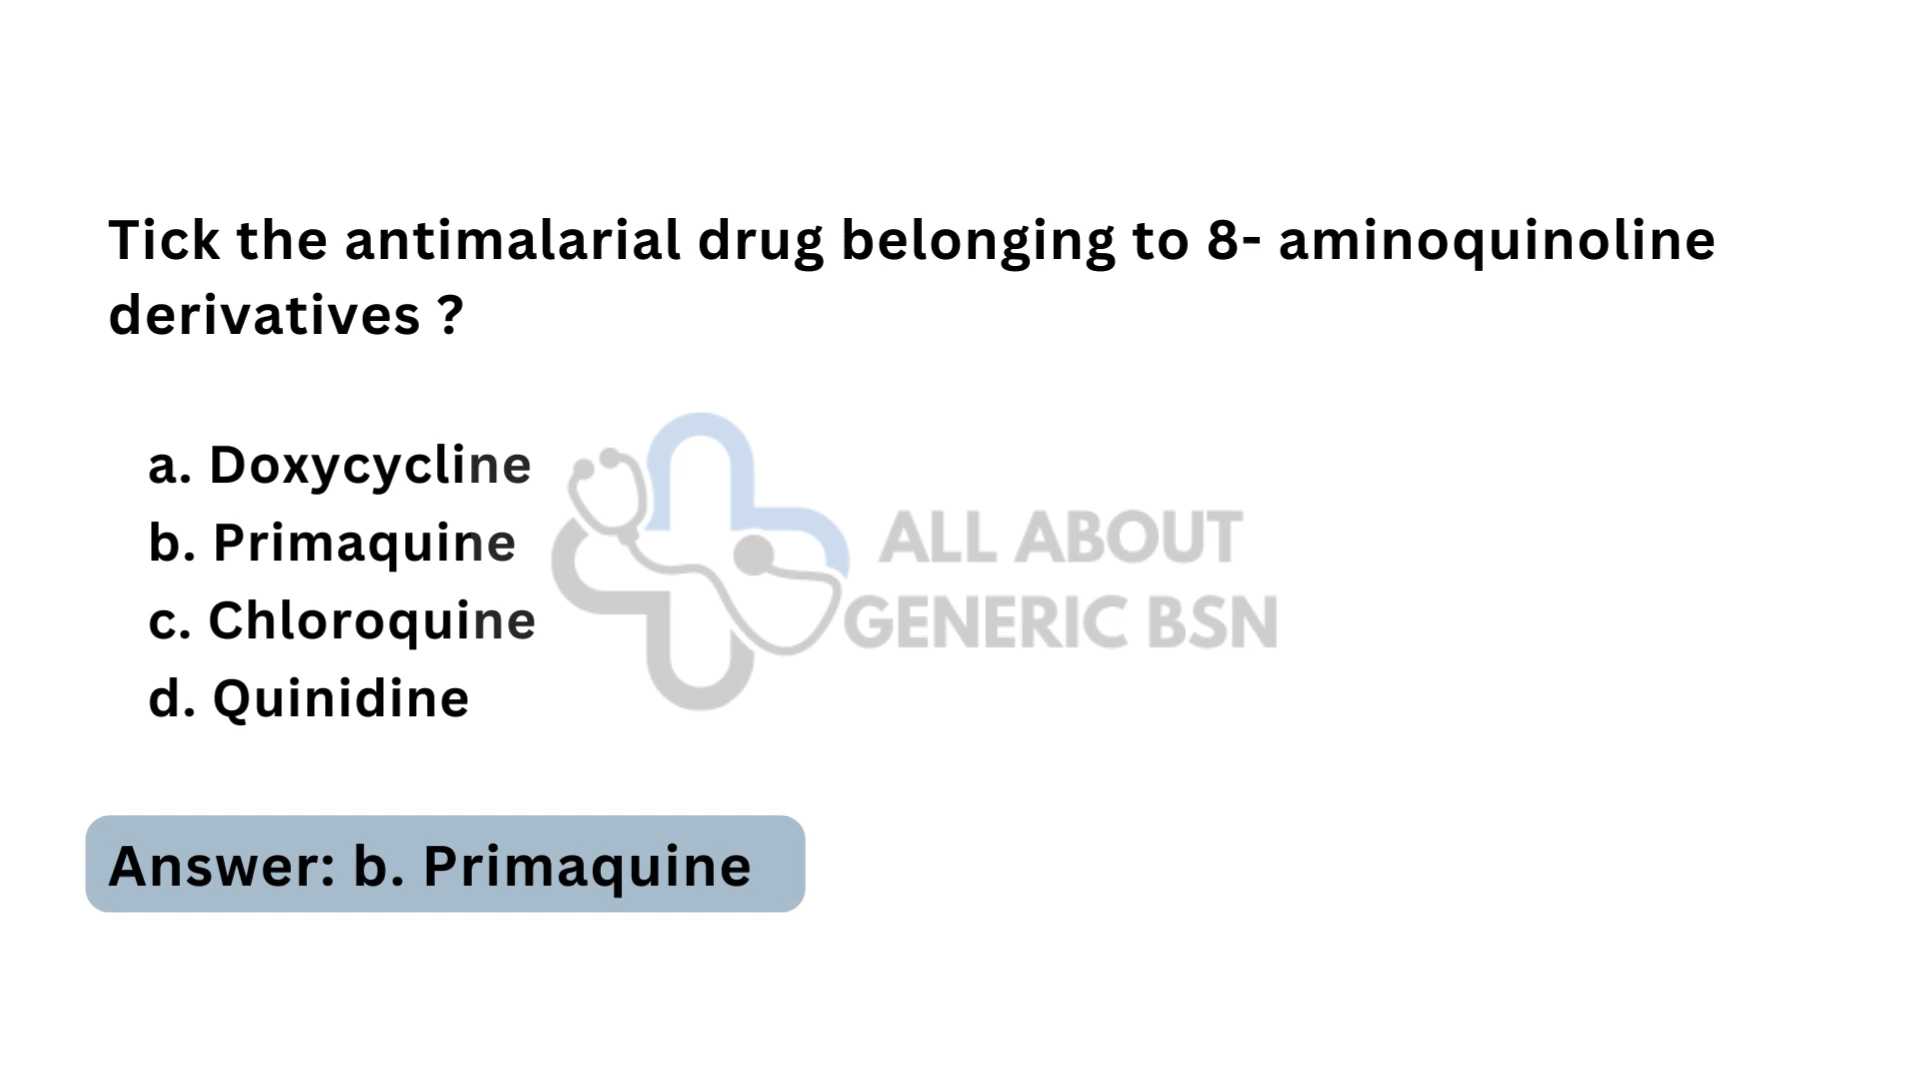 Tick the antimalarial drug belonging to 8- aminoquinoline
derivatives ?
a. Doxycycline
b. Primaquine
c. Chloroquine
d. Quinidine
ALL ABOUT
GENERIC BSN
Answer: b. Primaquine